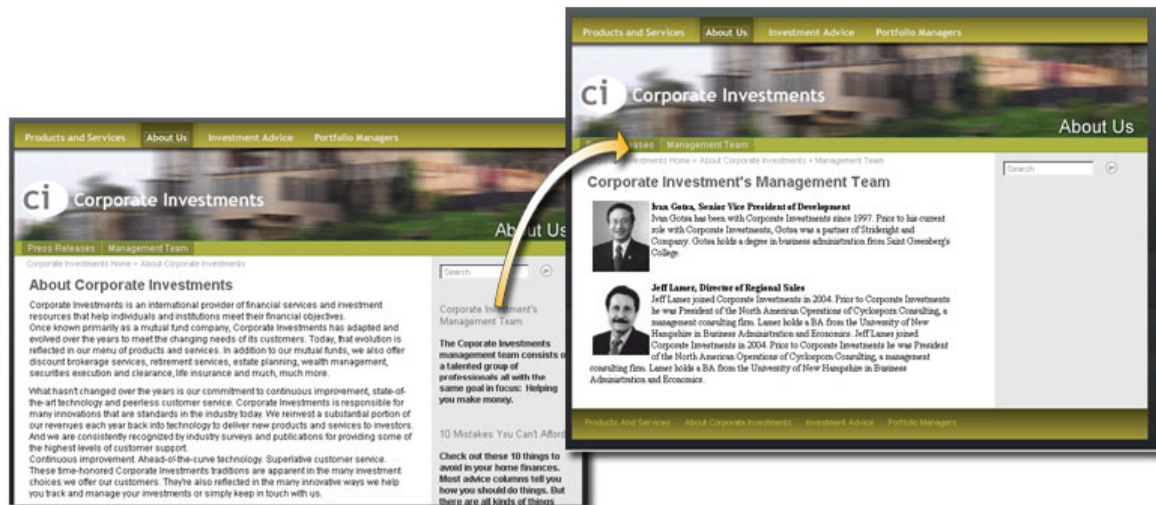 Products and Services About Us Investment Advice Portfolio Managers
ci Corporate Investments
About Us
Press Releases Management Team
Corporate Investments Home » About Corporate Investments
About Corporate Investments
Corporate Investments is an international provider of financial services and investment
resources that help individuals and institutions meet their financial objectives.
Once known primarily as a mutual fund company, Corporate Investments has adapted and
evolved over the years to meet the changing needs of its customers. Today, that evolution is
reflected in our menu of products and services. In addition to our mutual funds, we also offer
discount brokerage services, retirement services, estate planning, wealth management,
securities execution and clearance, life insurance and much, much more.
What hasn't changed over the years is our commitment to continuous improvement, state-of-
the-art technology and peerless customer service. Corporate Investments is responsible for
many innovations that are standards in the industry today. We reinvest a substantial portion of
our revenues each year back into technology to deliver new products and services to investors.
And we are consistently recognized by industry surveys and publications for providing some of
the highest levels of customer support.
Continuous improvement. Ahead-of-the-curve technology. Superlative customer service.
These time-honored Corporate Investments traditions are apparent in the many investment
choices we offer our customers. They're also reflected in the many innovative ways we help
you track and manage your investments or simply keep in touch with us.
Search
Corporate Investment's
Management Team
The Coporate Investments
management team consists o
a talented group of
professionals all with the
same goal in focus: Helping
you make money.
10 Mistakes You Can't Afford
Check out these 10 things to
avoid in your home finances.
Most advice columns tell you
how you should do things. But
there are all kinds of things
Products and Services About Us Investment Advice Portfolio Managers
ci Corporate Investments
About Us
eases Management Team
vestments Home » About Corporate Investments » Management Team
Corporate Investment's Management Team
Ivan Gotsa, Senior Vice President of Development
Ivan Gotsa has been with Corporate Investments since 1997. Prior to his current
role with Corporate Investments, Gotsa was a partner of Strideright and
Company. Gotsa holds a degree in business administration from Saint Greenberg's
College.
Jeff Lamer, Director of Regional Sales
Jeff Lamer joined Corporate Investments in 2004. Prior to Corporate Investments
he was President of the North American Operations of Cyclosporn Consulting, a
management consulting firm. Lamer holds a BA from the University of New
Hampshire in Business Administration and Economics. Jeff Lamer joined
Corporate Investments in 2004. Prior to Corporate Investments he was President
of the North American Operations of Cyclosporn Consulting, a management
consulting firm. Lamer holds a BA from the University of New Hampshire in Business
Administration and Economics.
Search
Products And Services About Corporate Investments Investment Advice Portfolio Managers